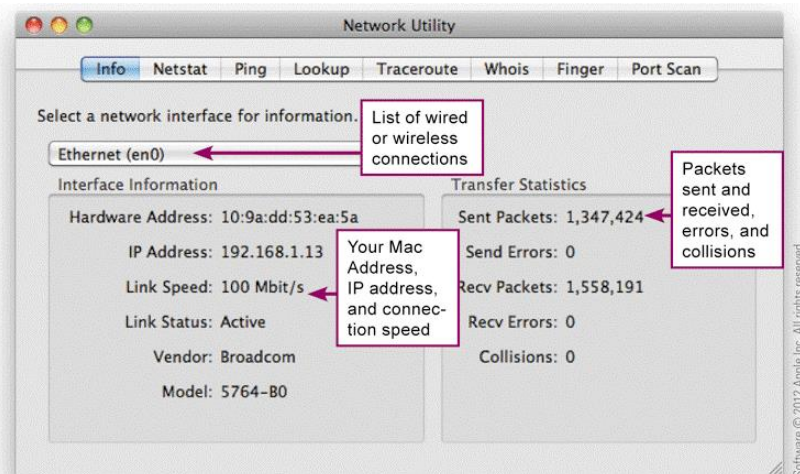 Network Utility
Info Netstat Ping Lookup Traceroute Whois Finger Port Scan
Select a network interface for information.
List of wired
or wireless
connections
Ethernet (en0)
Interface Information
Hardware Address: 10:9a:dd:53:ea:5a
IP Address: 192.168.1.13
Link Speed: 100 Mbit/s
Link Status: Active
Vendor: Broadcom
Model: 5764-B0
Your Mac
Address,
IP address,
and connec-
tion speed
Transfer Statistics
Sent Packets: 1,347,424
Send Errors: 0
Recv Packets: 1,558,191
Recv Errors: 0
Collisions: 0
Packets
sent and
received,
errors, and
collisions
Software © 2012 Apple Inc. All rights reserved